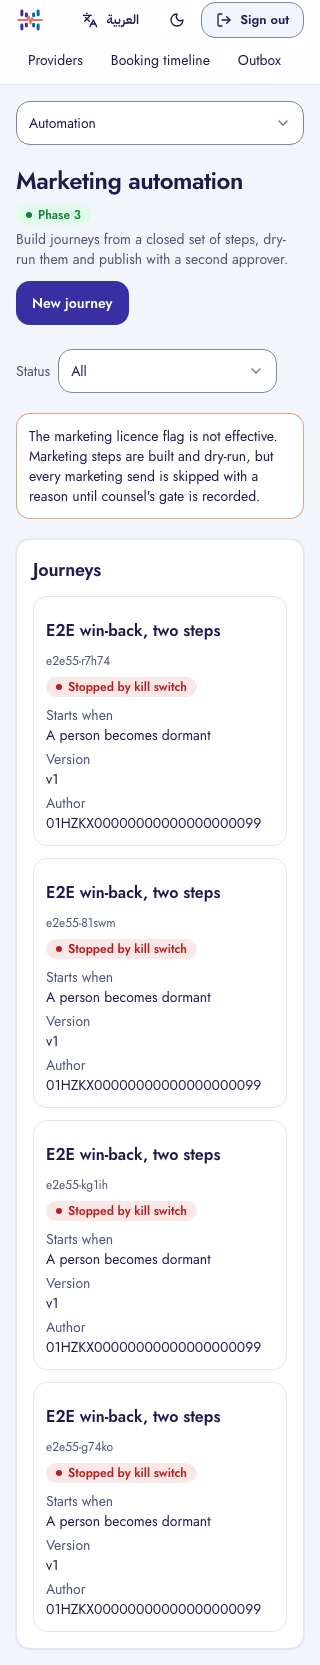 العربية
Sign out
Providers
Booking timeline
Outbox
Automation
Marketing automation
Phase 3
Build journeys from a closed set of steps, dry-
run them and publish with a second approver.
New journey
Status
All
The marketing licence flag is not effective.
Marketing steps are built and dry-run, but
every marketing send is skipped with a
reason until counsel's gate is recorded.
Journeys
E2E win-back, two steps
e2e55-r7h74
Stopped by kill switch
Starts when
A person becomes dormant
Version
v1
Author
01HZKX00000000000000000099
E2E win-back, two steps
e2e55-81swm
Stopped by kill switch
Starts when
A person becomes dormant
Version
v1
Author
01HZKX00000000000000000099
E2E win-back, two steps
e2e55-kg1ih
Stopped by kill switch
Starts when
A person becomes dormant
Version
v1
Author
01HZKX00000000000000000099
E2E win-back, two steps
e2e55-g74ko
Stopped by kill switch
Starts when
A person becomes dormant
Version
v1
Author
01HZKX00000000000000000099